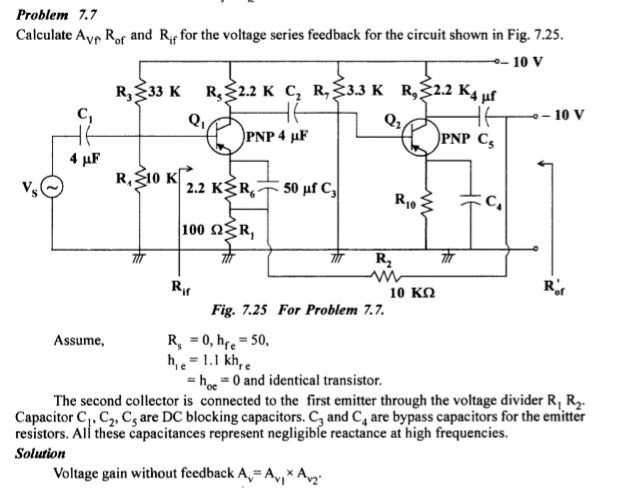 Problem 7.7
Calculate Avf, Rof and Rif for the voltage series feedback for the circuit shown in Fig. 7.25.
– 10 V
R3 33 K R5 2.2 K C2 R7 3.3 K R9 2.2 K 4 μf
C1 Q1 Q2 – 10 V
PNP 4 μF PNP C5
4 μF
R4 10 K 2.2 K R6 50 μf C3
Vs R10 C4
100 Ω R1
R2
Rif 10 KΩ R'of
Fig. 7.25 For Problem 7.7.
Assume, Rs = 0, hfe = 50,
hie = 1.1 khre
= hoe = 0 and identical transistor.
The second collector is connected to the first emitter through the voltage divider R1 R2.
Capacitor C1, C2, C5 are DC blocking capacitors. C3 and C4 are bypass capacitors for the emitter
resistors. All these capacitances represent negligible reactance at high frequencies.
Solution
Voltage gain without feedback Av = Av1 × Av2.